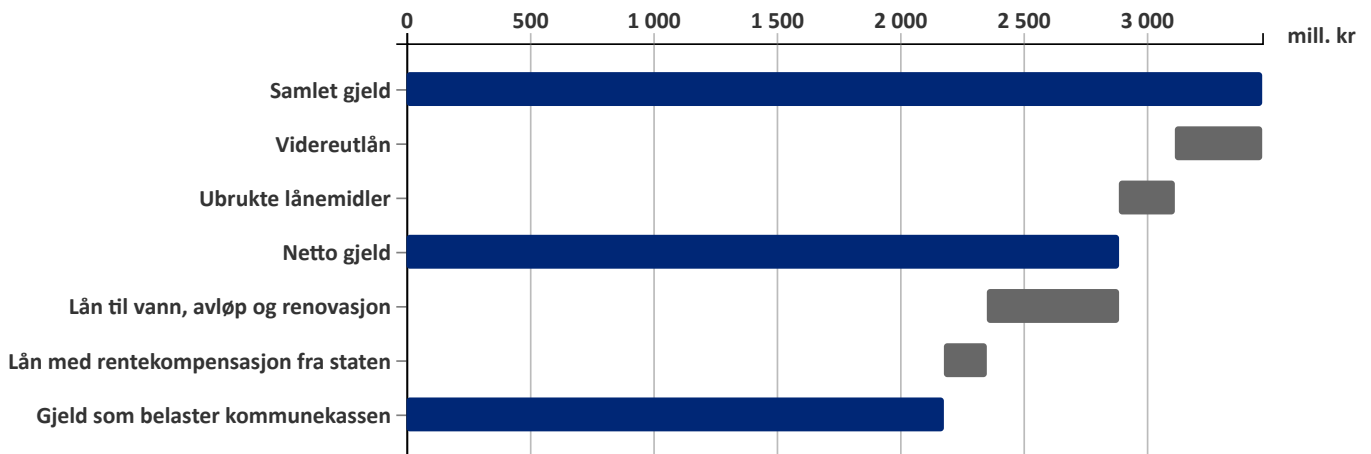 0 500 1 000 1 500 2 000 2 500 3 000
mill. kr
Samlet gjeld
Videreutlån
Ubrukte lånemidler
Netto gjeld
Lån til vann, avløp og renovasjon
Lån med rentekompensasjon fra staten
Gjeld som belaster kommunekassen